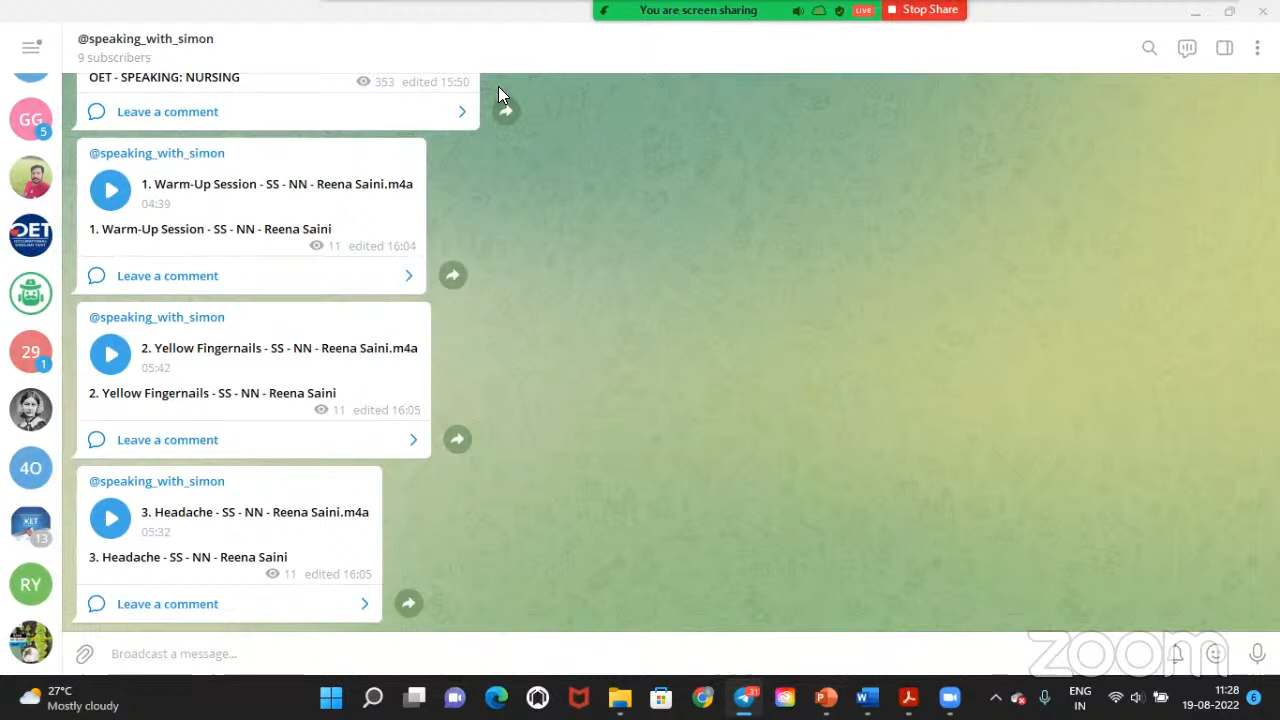 You are screen sharing
LIVE
Stop Share
@speaking_with_simon
9 subscribers
OET - SPEAKING: NURSING
353 edited 15:50
Leave a comment
GG
5
@speaking_with_simon
1. Warm-Up Session - SS - NN - Reena Saini.m4a
04:39
1. Warm-Up Session - SS - NN - Reena Saini
11 edited 16:04
OET
Leave a comment
@speaking_with_simon
2. Yellow Fingernails - SS - NN - Reena Saini.m4a
29
1
05:42
2. Yellow Fingernails - SS - NN - Reena Saini
11 edited 16:05
Leave a comment
4O
@speaking_with_simon
3. Headache - SS - NN - Reena Saini.m4a
13
05:32
3. Headache - SS - NN - Reena Saini
11 edited 16:05
RY
Leave a comment
Broadcast a message...
zoom
27°C
Mostly cloudy
31
ENG
IN
11:28
19-08-2022
6